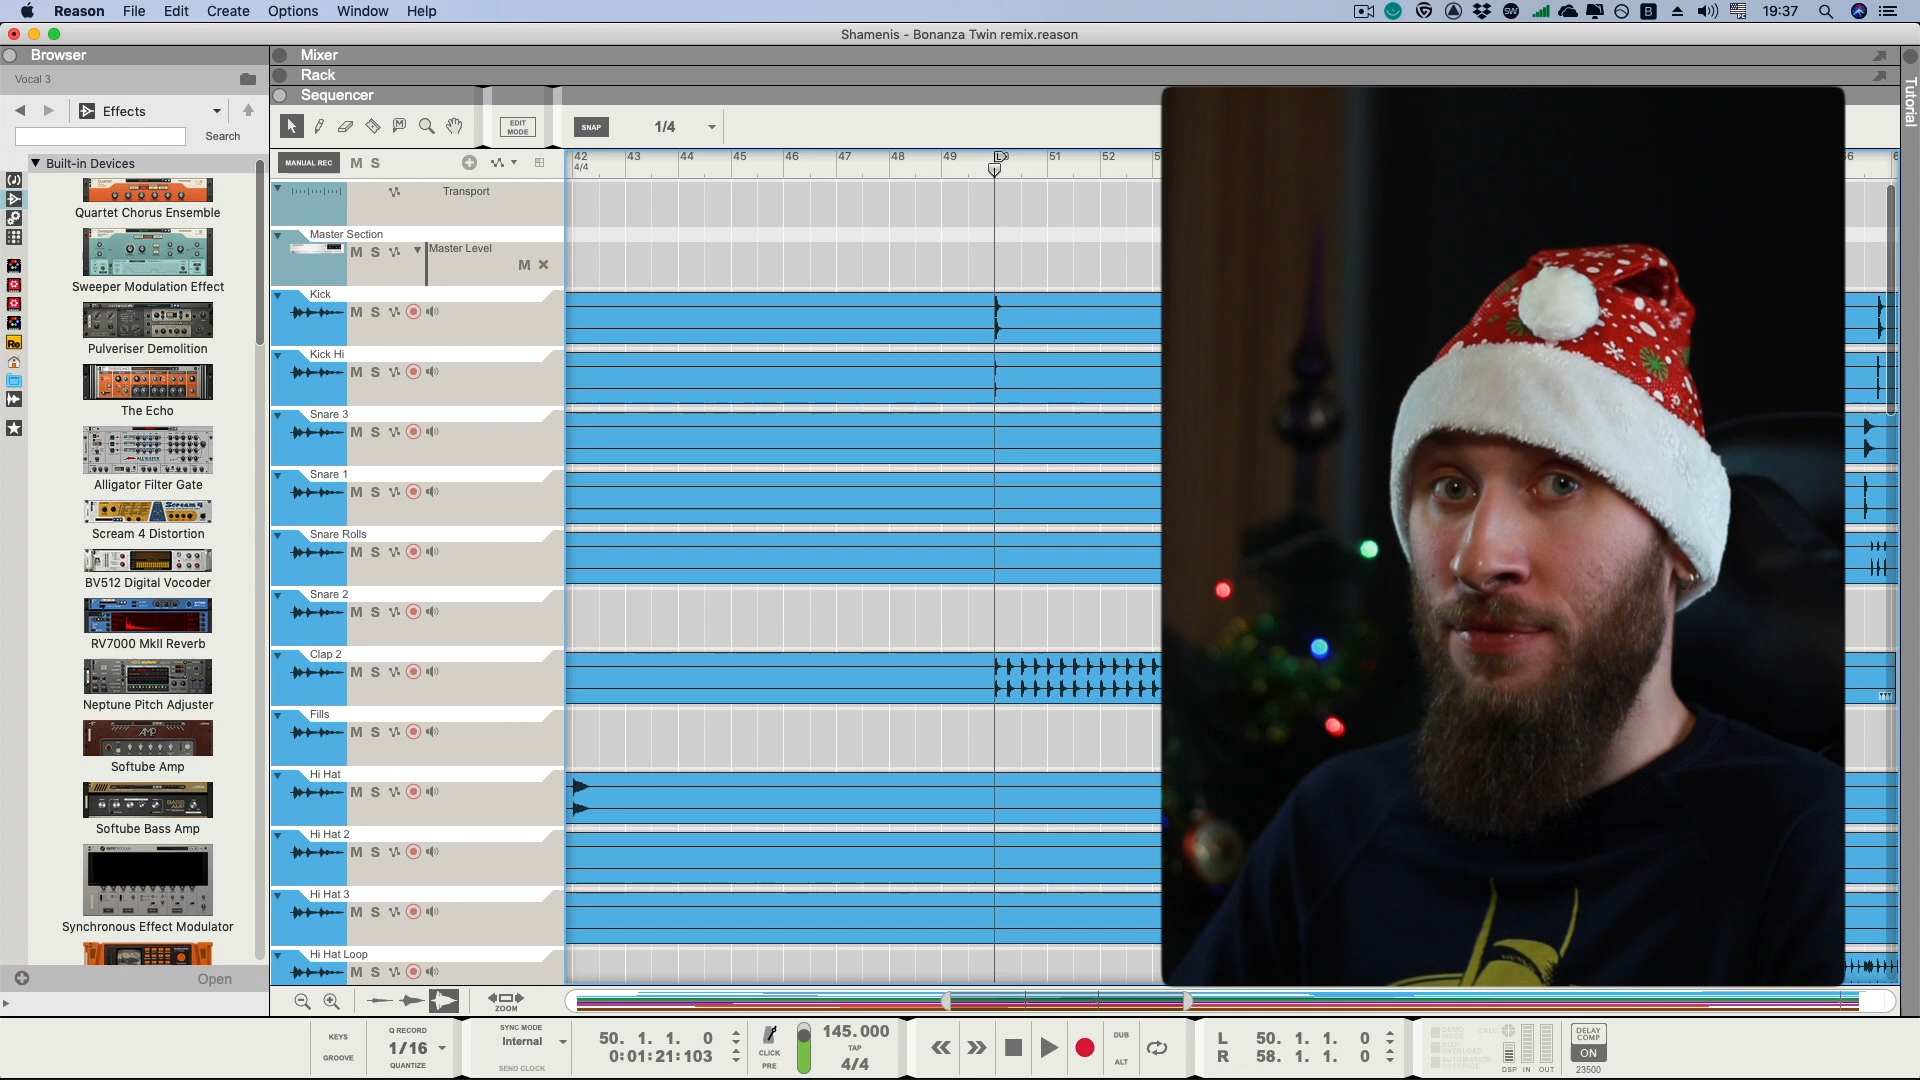 Reason File Edit Create Options Window Help
19:37
Shamenis - Bonanza Twin remix.reason
Browser
Mixer
Rack
Sequencer
Tutorial
Vocal 3
Effects
Search
EDIT MODE
SNAP
1/4
Built-in Devices
Quartet Chorus Ensemble
Sweeper Modulation Effect
Pulveriser Demolition
The Echo
Alligator Filter Gate
Scream 4 Distortion
BV512 Digital Vocoder
RV7000 MkII Reverb
Neptune Pitch Adjuster
Softube Amp
Softube Bass Amp
Synchronous Effect Modulator
Open
MANUAL REC M S
42 43 44 45 46 47 48 49 51 52
4/4
Transport
Master Section
M S Master Level
M
Kick
M S
Kick Hi
M S
Snare 3
M S
Snare 1
M S
Snare Rolls
M S
Snare 2
M S
Clap 2
M S
Fills
M S
Hi Hat
M S
Hi Hat 2
M S
Hi Hat 3
M S
Hi Hat Loop
M S
ZOOM
KEYS
GROOVE
Q RECORD
1/16
QUANTIZE
SYNC MODE
Internal
SEND CLOCK
50. 1. 1. 0
0:01:21:103
CLICK
PRE
145.000
TAP
4/4
DUB
ALT
L 50. 1. 1. 0
R 58. 1. 1. 0
CALC
DSP IN OUT
DELAY COMP
ON
23500